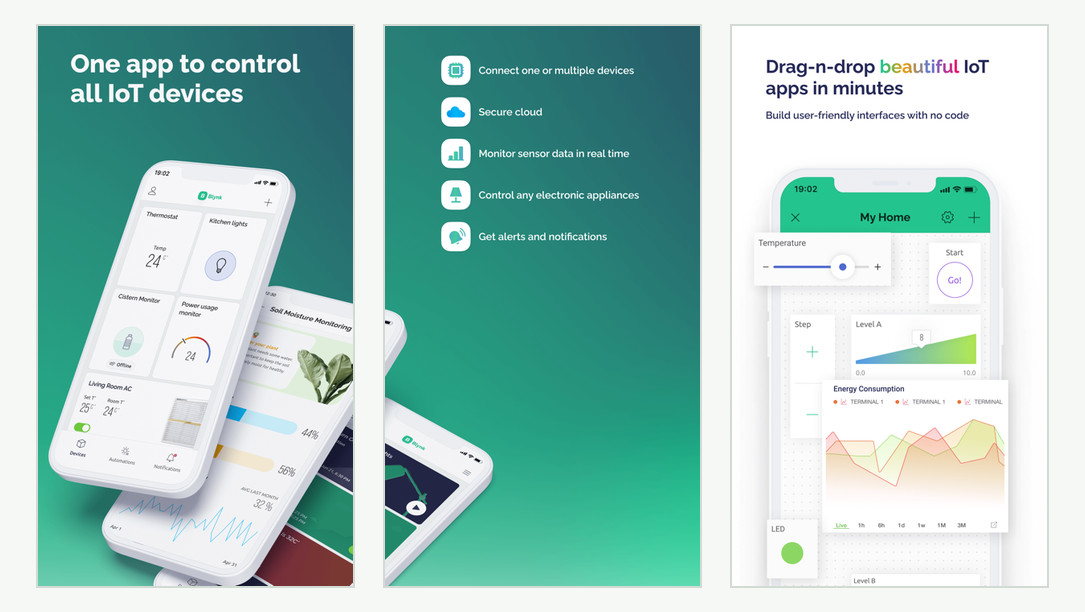 One app to control
all IoT devices
19:02
Blynk
Thermostat
Kitchen lights
Temp
24
Cistern Monitor
Power usage
monitor
Offline
24
Living Room AC
Set T°
Room T°
25
24
Devices
Automations
Notifications
Soil Moisture Monitoring
44%
56%
AVG LAST MONTH
32 %
Apr 1
Apr 31
Connect one or multiple devices
Secure cloud
Monitor sensor data in real time
Control any electronic appliances
Get alerts and notifications
Blynk
Drag-n-drop beautiful IoT
apps in minutes
Build user-friendly interfaces with no code
19:02
My Home
Temperature
Start
Go!
Step
Level A
8
0.0
10.0
Energy Consumption
TERMINAL 1
TERMINAL 1
TERMINAL
Live 1h 6h 1d 1w 1M 3M
LED
Level B